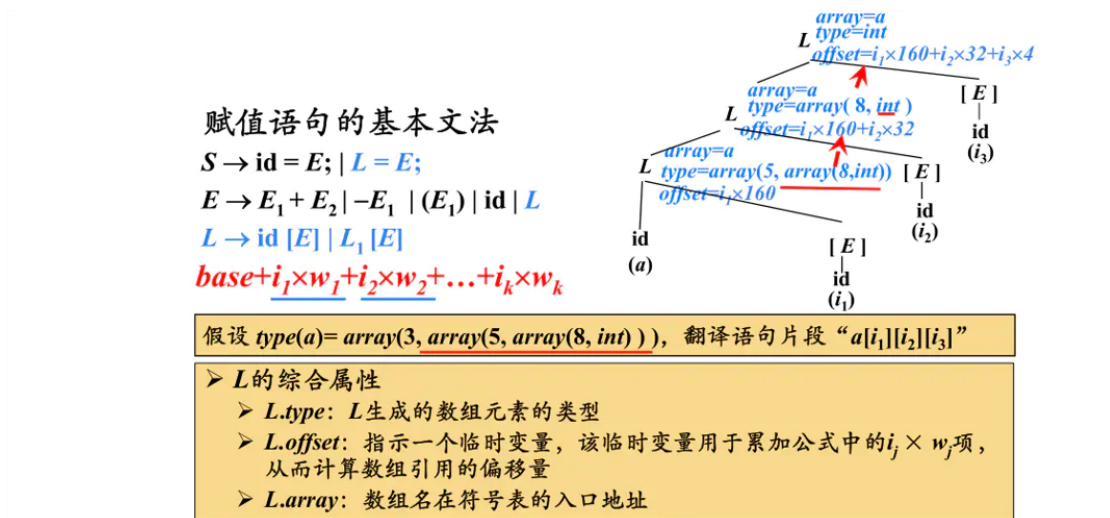 赋值语句的基本文法
S → id = E; | L = E;
E → E₁ + E₂ | −E₁ | (E₁) | id | L
L → id [E] | L₁ [E]
base+i₁×w₁+i₂×w₂+…+iₖ×wₖ
array=a
type=int
L
offset=i₁×160+i₂×32+i₃×4
array=a
type=array( 8, int )
L
offset=i₁×160+i₂×32
[ E ]
id
(i₃)
array=a
type=array(5, array(8,int))
L
offset=i₁×160
[ E ]
id
(i₂)
id
(a)
[ E ]
id
(i₁)
假设 type(a)= array(3, array(5, array(8, int) ) ), 翻译语句片段“a[i₁][i₂][i₃]”
➢ L的综合属性
➢ L.type: L生成的数组元素的类型
➢ L.offset: 指示一个临时变量, 该临时变量用于累加公式中的iⱼ × wⱼ项,
从而计算数组引用的偏移量
➢ L.array: 数组名在符号表的入口地址